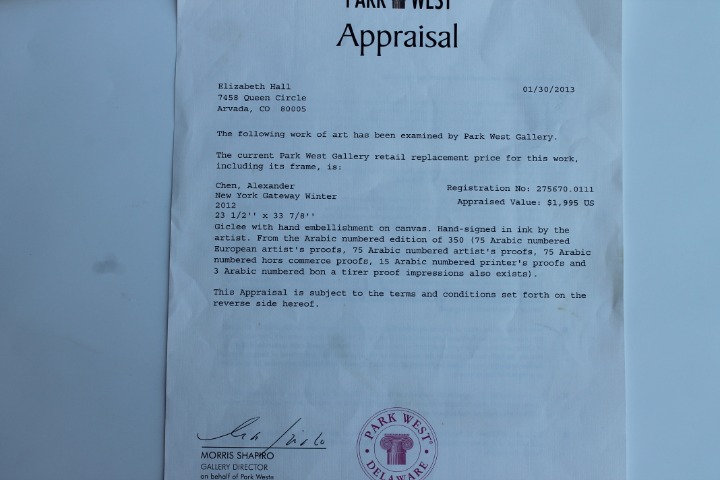 PARK WEST
Appraisal
Elizabeth Hall
7458 Queen Circle
Arvada, CO 80005
01/30/2013
The following work of art has been examined by Park West Gallery.
The current Park West Gallery retail replacement price for this work,
including its frame, is:
Chen, Alexander
New York Gateway Winter
2012
23 1/2'' x 33 7/8''
Registration No: 275670.0111
Appraised Value: $1,995 US
Giclee with hand embellishment on canvas. Hand-signed in ink by the
artist. From the Arabic numbered edition of 350 (75 Arabic numbered
European artist's proofs, 75 Arabic numbered artist's proofs, 75 Arabic
numbered hors commerce proofs, 15 Arabic numbered printer's proofs and
3 Arabic numbered bon a tirer proof impressions also exists).
This Appraisal is subject to the terms and conditions set forth on the
reverse side hereof.
MORRIS SHAPIRO
GALLERY DIRECTOR
on behalf of Park West
PARK WEST
DELAWARE